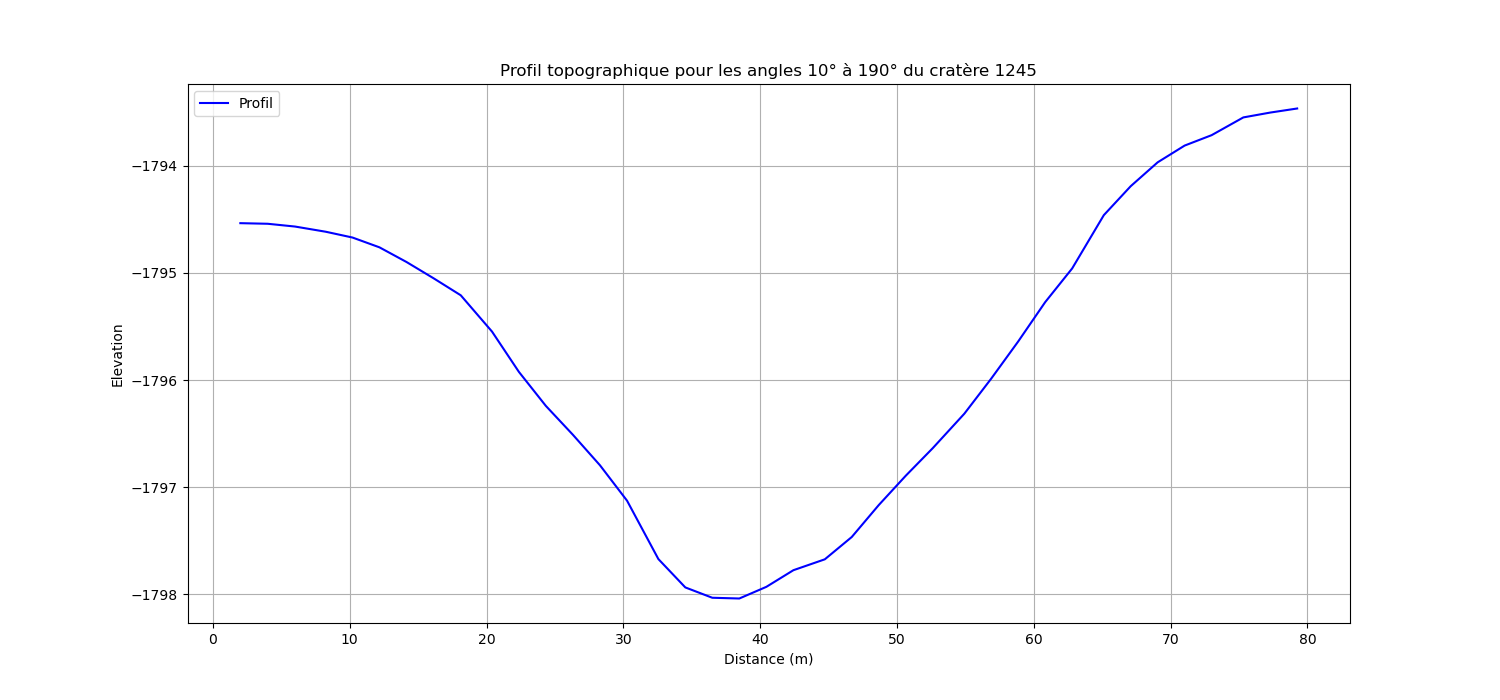 Profil topographique pour les angles 10° à 190° du cratère 1245
Profil
−1794
−1795
−1796
−1797
−1798
Elevation
0 10 20 30 40 50 60 70 80
Distance (m)